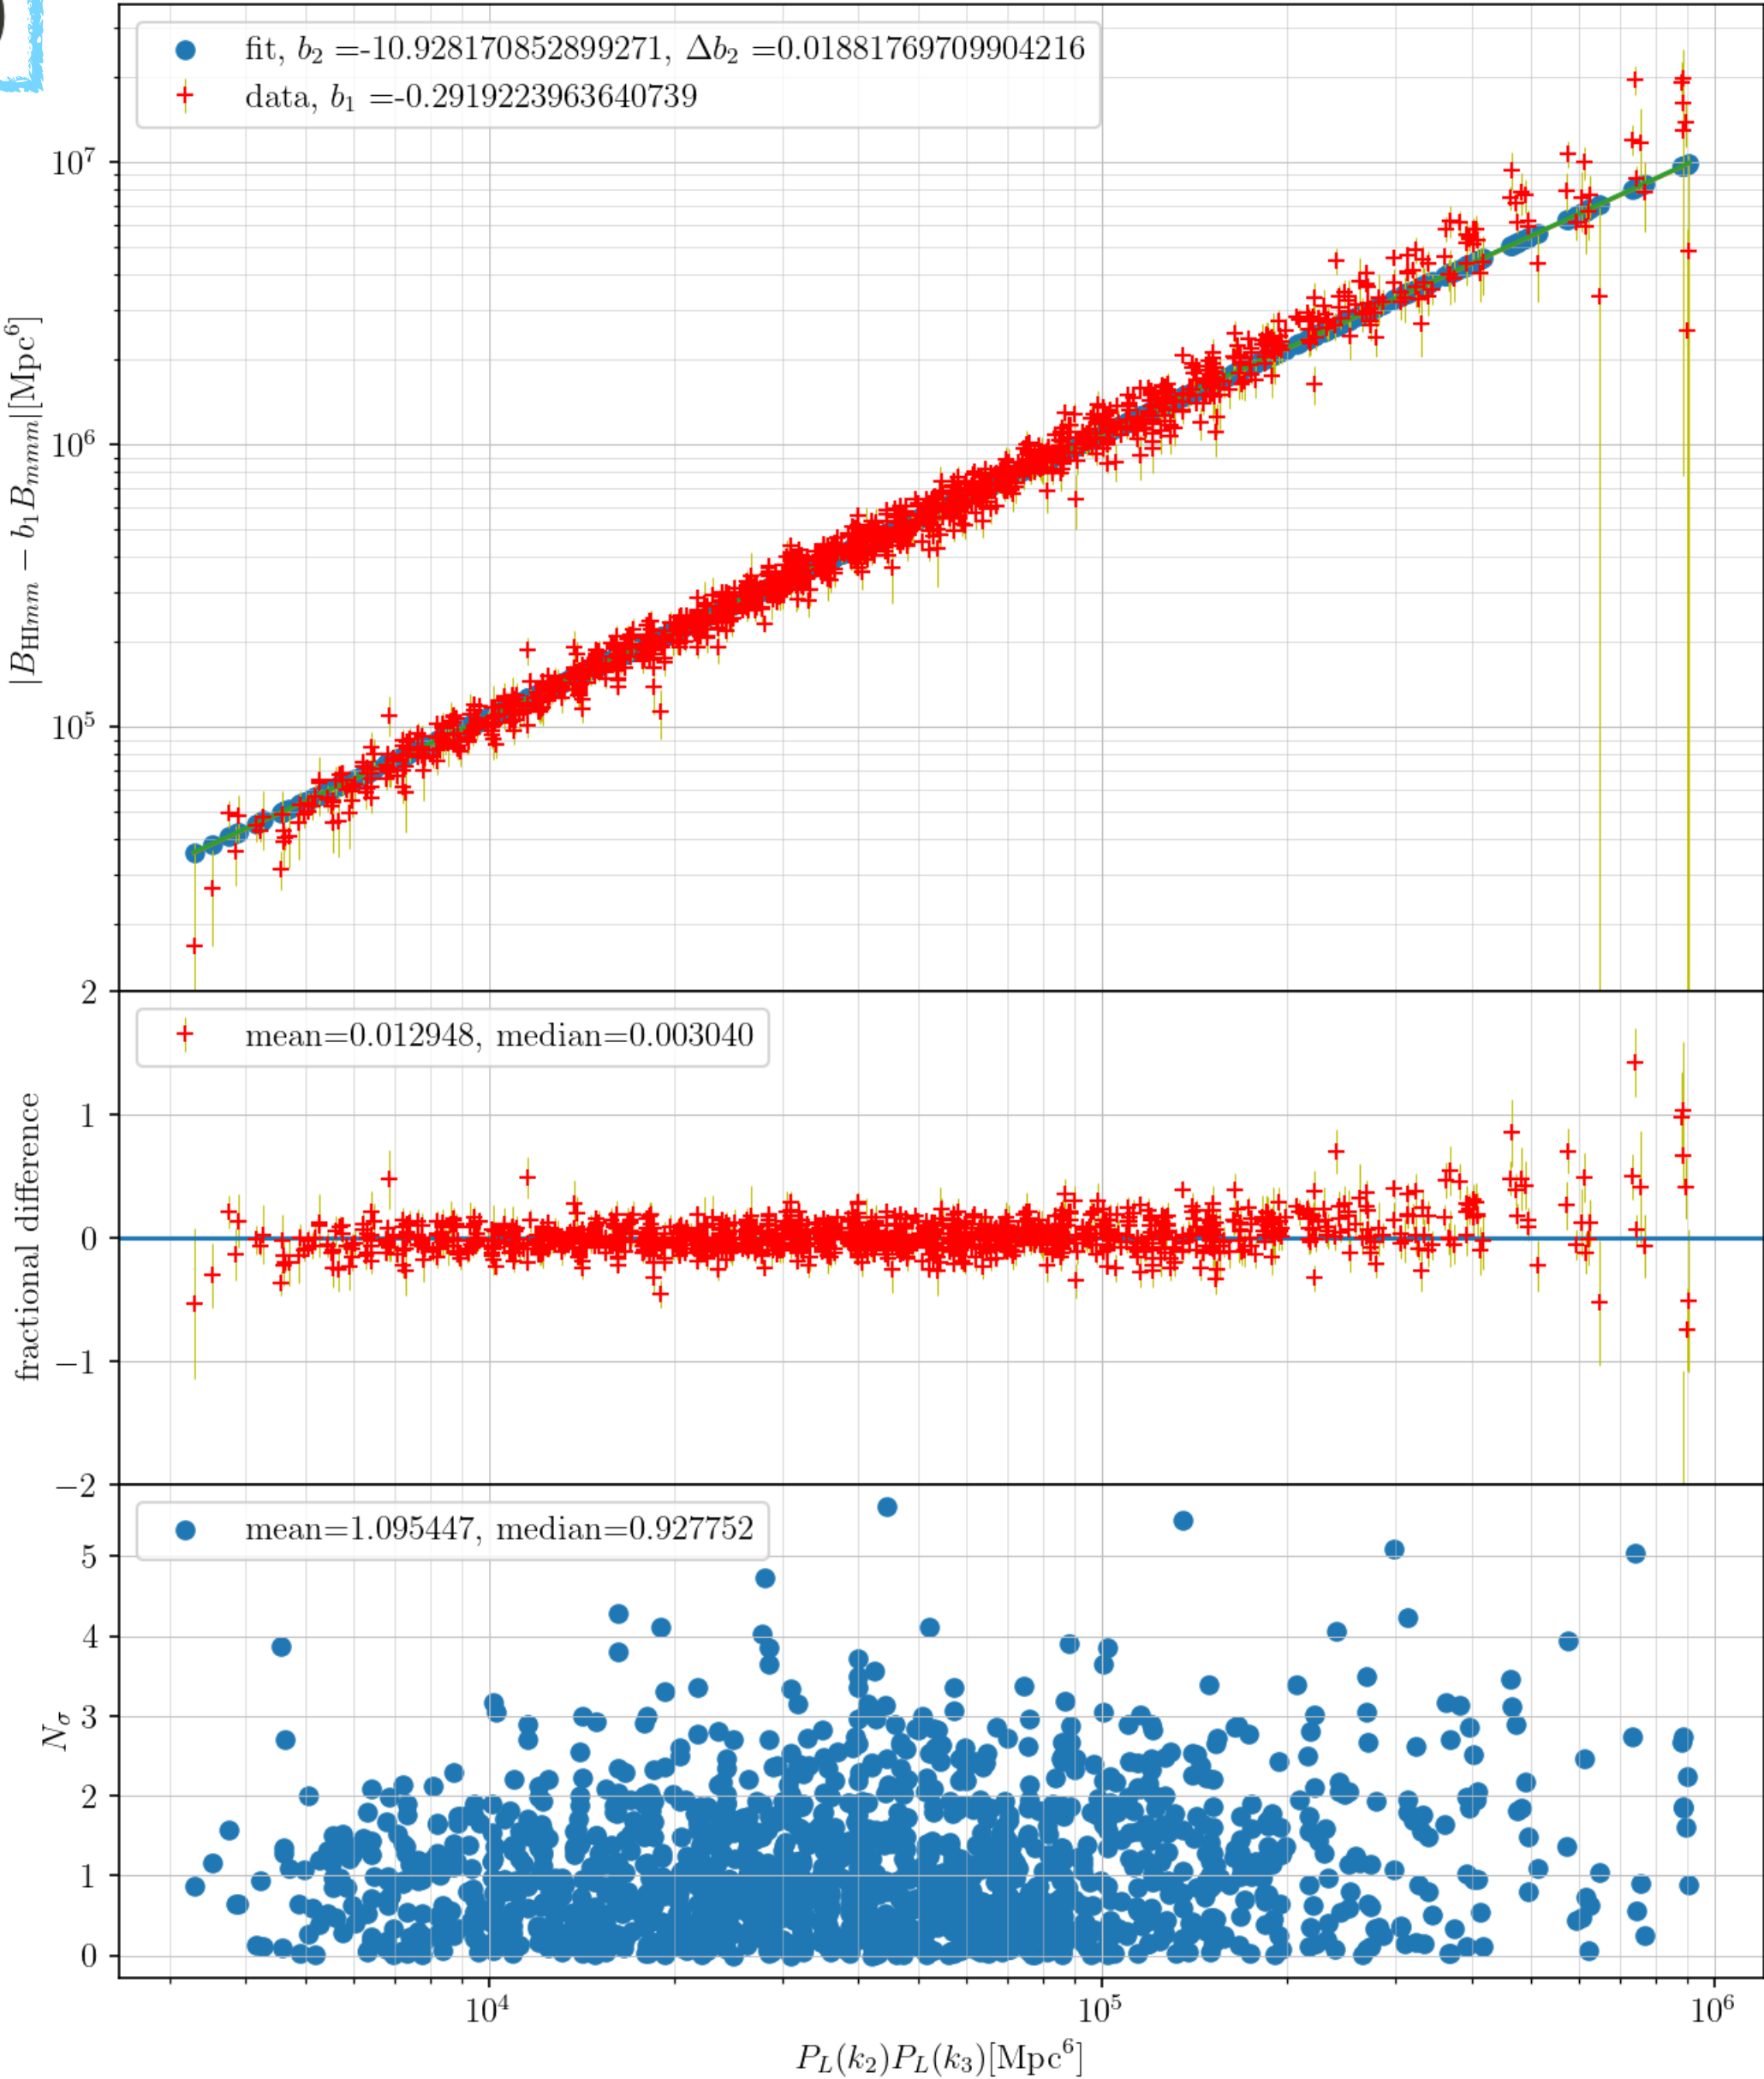 fit, b₂ =-10.928170852899271, Δb₂ =0.01881769709904216
data, b₁ =-0.2919223963640739
10⁷
10⁶
10⁵
|B_HImm − b₁B_mmm|[Mpc⁶]
mean=0.012948, median=0.003040
2
1
0
−1
−2
fractional difference
mean=1.095447, median=0.927752
5
4
3
2
1
0
N_σ
10⁴ 10⁵ 10⁶
P_L(k₂)P_L(k₃)[Mpc⁶]